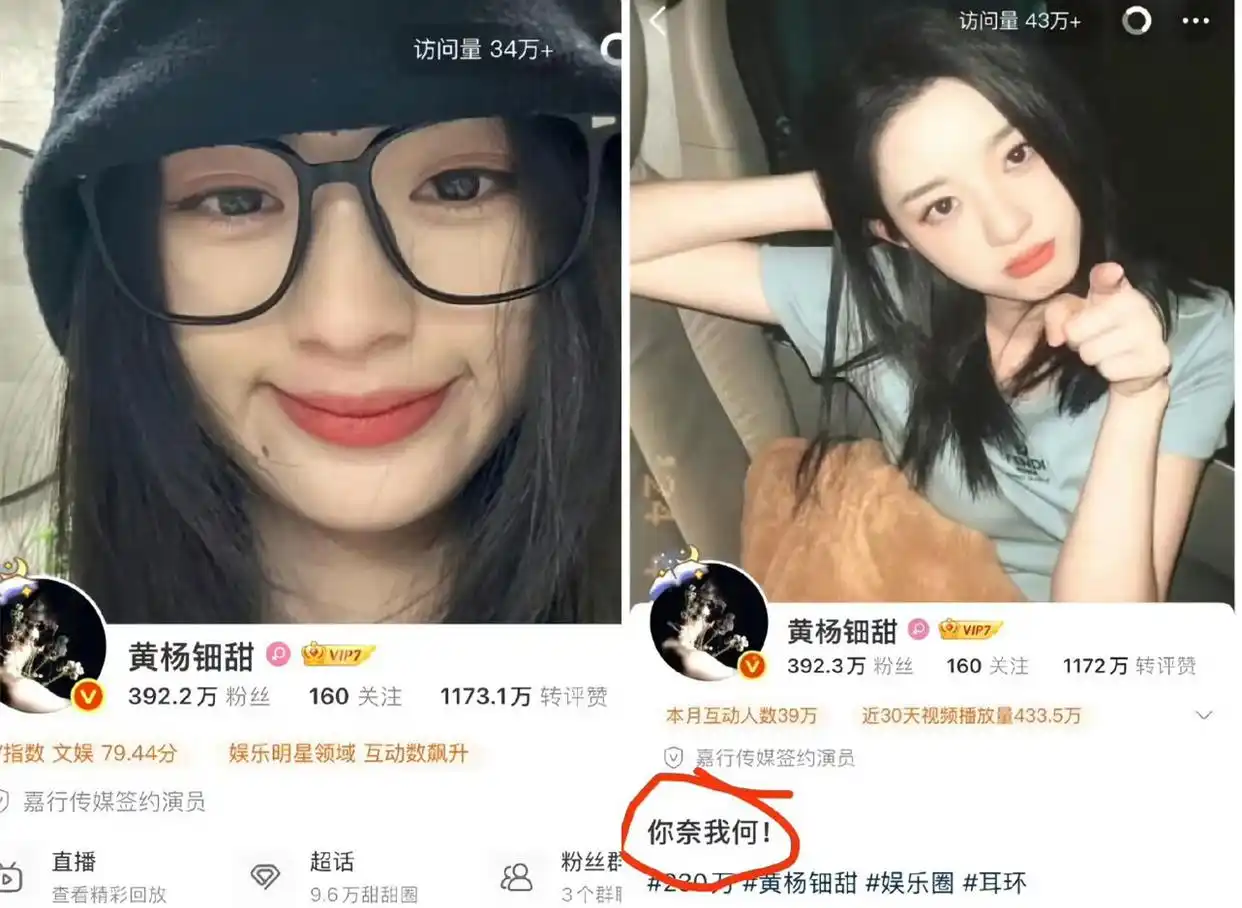 访问量 34万+
黄杨钿甜 VIP7
392.2万 粉丝 160 关注 1173.1万 转评赞
指数 文娱 79.44分 娱乐明星领域 互动数飙升
嘉行传媒签约演员
直播
查看精彩回放
超话
9.6万甜甜圈
粉丝群
3个群
访问量 43万+
FENDI
黄杨钿甜 VIP7
392.3万 粉丝 160 关注 1172万 转评赞
本月互动人数39万 近30天视频播放量433.5万
嘉行传媒签约演员
你奈我何!
#230万 #黄杨钿甜 #娱乐圈 #耳环